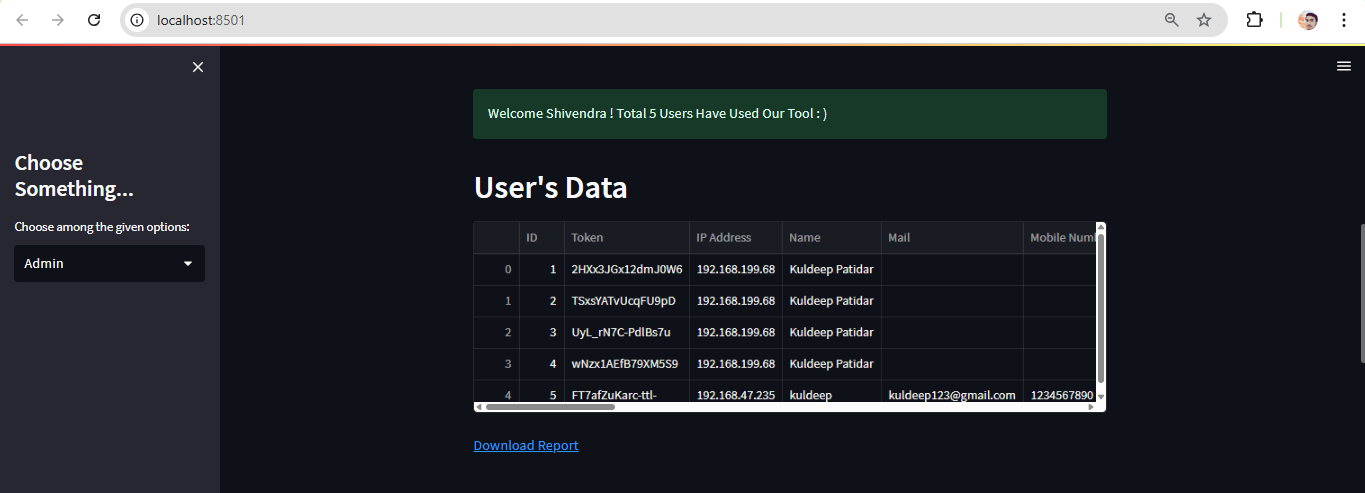 localhost:8501
Choose
Something...
Choose among the given options:
Admin
Welcome Shivendra ! Total 5 Users Have Used Our Tool : )
User's Data
ID Token IP Address Name Mail Mobile Num
0 1 2HXx3JGx12dmJ0W6 192.168.199.68 Kuldeep Patidar
1 2 TSxsYATvUcqFU9pD 192.168.199.68 Kuldeep Patidar
2 3 UyL_rN7C-PdlBs7u 192.168.199.68 Kuldeep Patidar
3 4 wNzx1AEfB79XM5S9 192.168.199.68 Kuldeep Patidar
4 5 FT7afZuKarc-ttl- 192.168.47.235 kuldeep kuldeep123@gmail.com 1234567890
Download Report